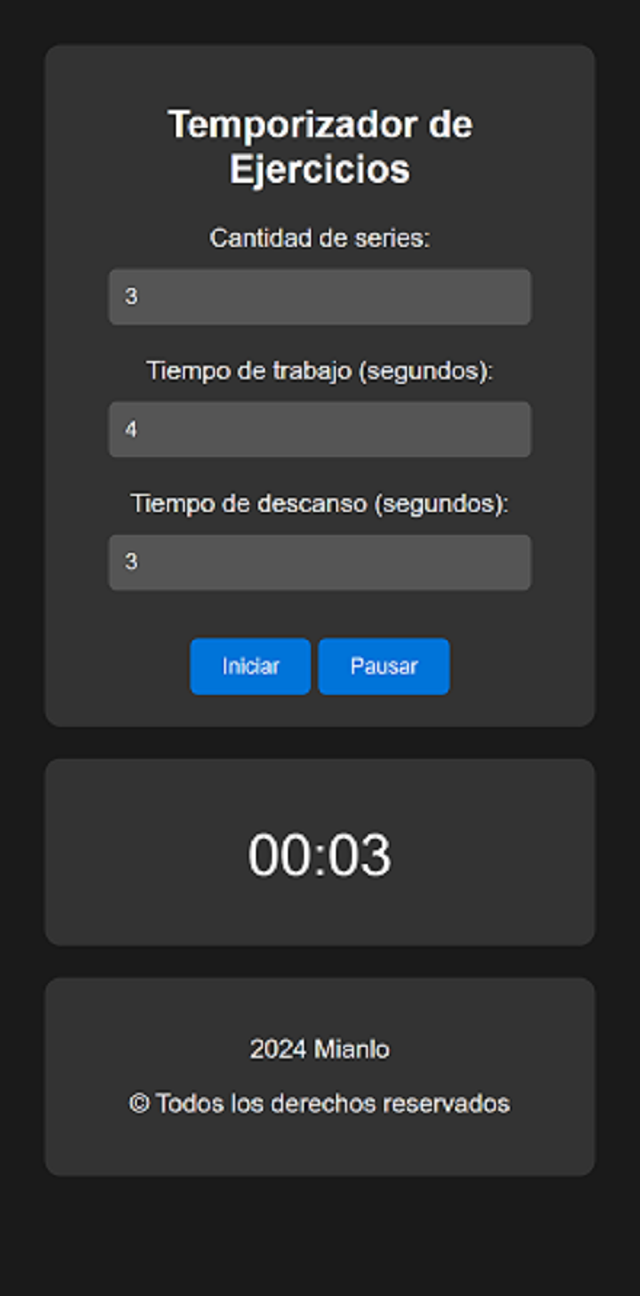 Temporizador de
Ejercicios
Cantidad de series:
3
Tiempo de trabajo (segundos):
4
Tiempo de descanso (segundos):
3
Iniciar Pausar
00:03
2024 Mianlo
© Todos los derechos reservados